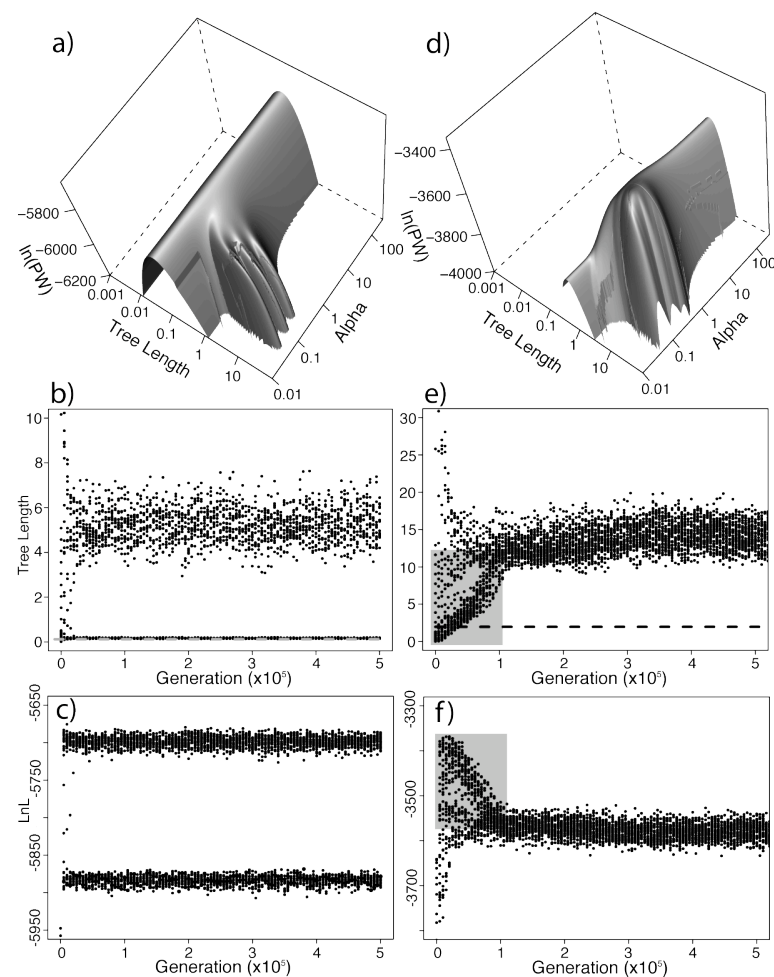 a)
ln(PW)
−5800
−6000
−6200
0.001
0.01
0.1
1
10
Tree Length
0.01
0.1
1
10
100
Alpha
d)
ln(PW)
−3400
−3600
−3800
−4000
0.001
0.01
0.1
1
10
Tree Length
0.01
0.1
1
10
100
Alpha
b)
Tree Length
10
8
6
4
2
0
0 1 2 3 4 5
Generation (x10⁵)
e)
30
25
20
15
10
5
0
0 1 2 3 4 5
Generation (x10⁵)
c)
LnL
-5650
-5750
-5850
-5950
0 1 2 3 4 5
Generation (x10⁵)
f)
-3300
-3500
-3700
0 1 2 3 4 5
Generation (x10⁵)